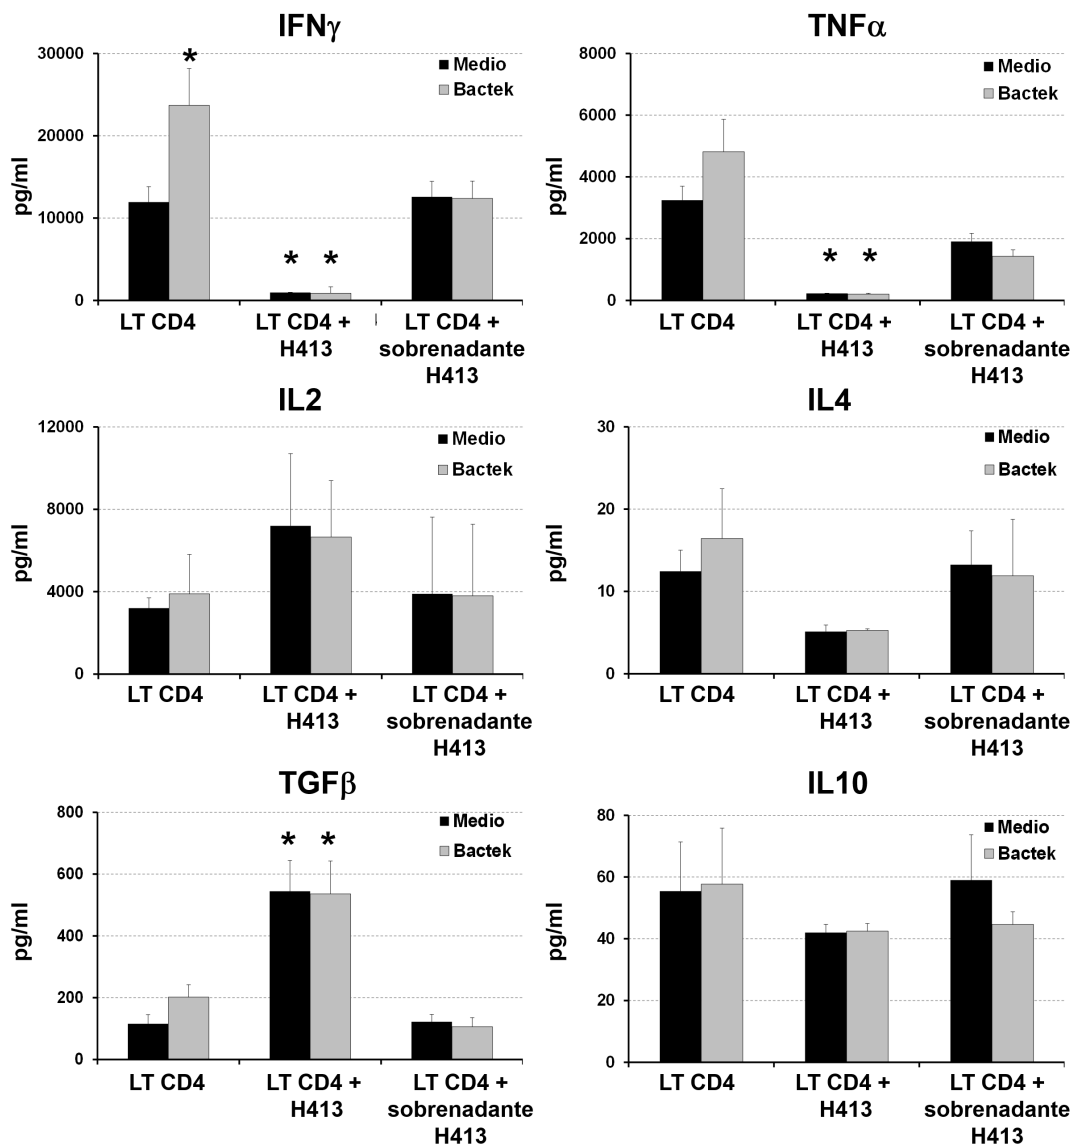 IFNγ
30000
20000
10000
0
pg/ml
Medio
Bactek
*
* *
LT CD4
LT CD4 +
H413
LT CD4 +
sobrenadante
H413
TNFα
8000
6000
4000
2000
0
pg/ml
Medio
Bactek
* *
LT CD4
LT CD4 +
H413
LT CD4 +
sobrenadante
H413
IL2
12000
8000
4000
0
pg/ml
Medio
Bactek
LT CD4
LT CD4 +
H413
LT CD4 +
sobrenadante
H413
IL4
30
20
10
0
pg/ml
Medio
Bactek
LT CD4
LT CD4 +
H413
LT CD4 +
sobrenadante
H413
TGFβ
800
600
400
200
0
pg/ml
Medio
Bactek
* *
LT CD4
LT CD4 +
H413
LT CD4 +
sobrenadante
H413
IL10
80
60
40
20
0
pg/ml
Medio
Bactek
LT CD4
LT CD4 +
H413
LT CD4 +
sobrenadante
H413